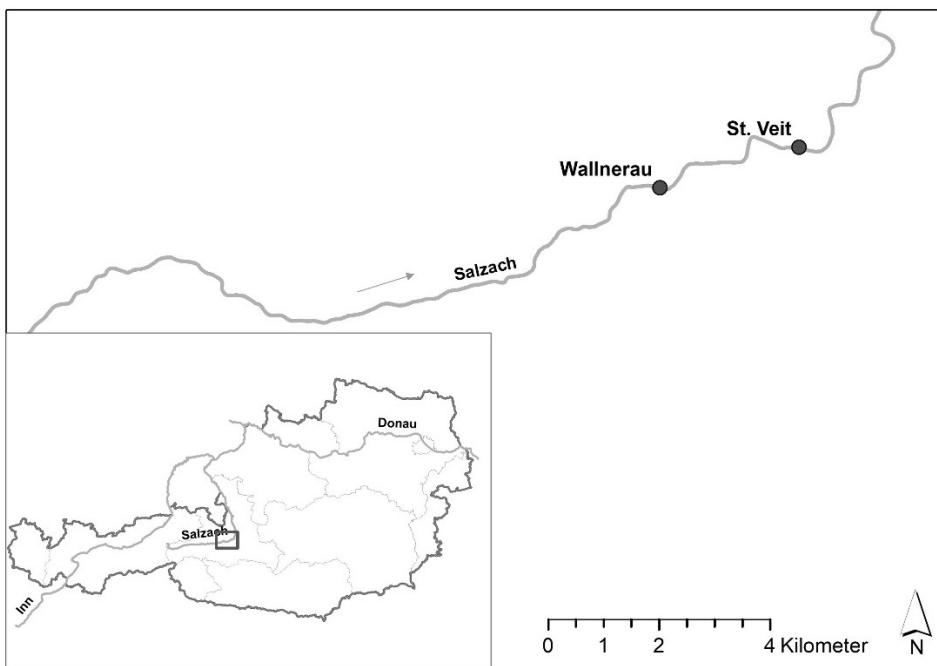 St. Veit
Wallnerau
Salzach
Donau
Salzach
Inn
0 1 2 4 Kilometer
N